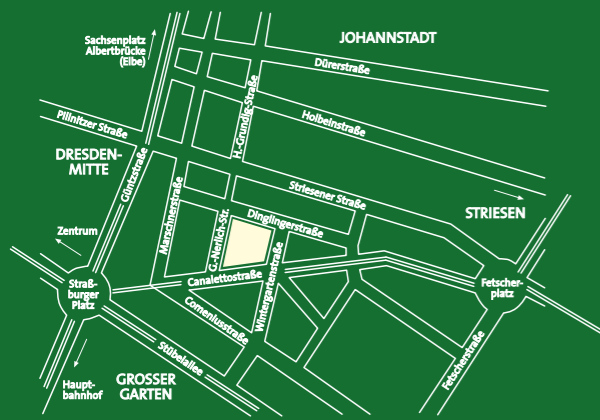 Sachsenplatz
Albertbrücke
(Elbe)
JOHANNSTADT
Dürerstraße
Pillnitzer Straße
H.-Grundig-Straße
Holbeinstraße
DRESDEN-
MITTE
Güntzstraße
Marschnerstraße
Striesener Straße
STRIESEN
Zentrum
G.-Nerlich-Str.
Dinglingerstraße
Straß-
burger
Platz
Canalettostraße
Wintergartenstraße
Fetscher-
platz
Comeniusstraße
Stübelallee
Fetscherstraße
Haupt-
bahnhof
GROSSER
GARTEN